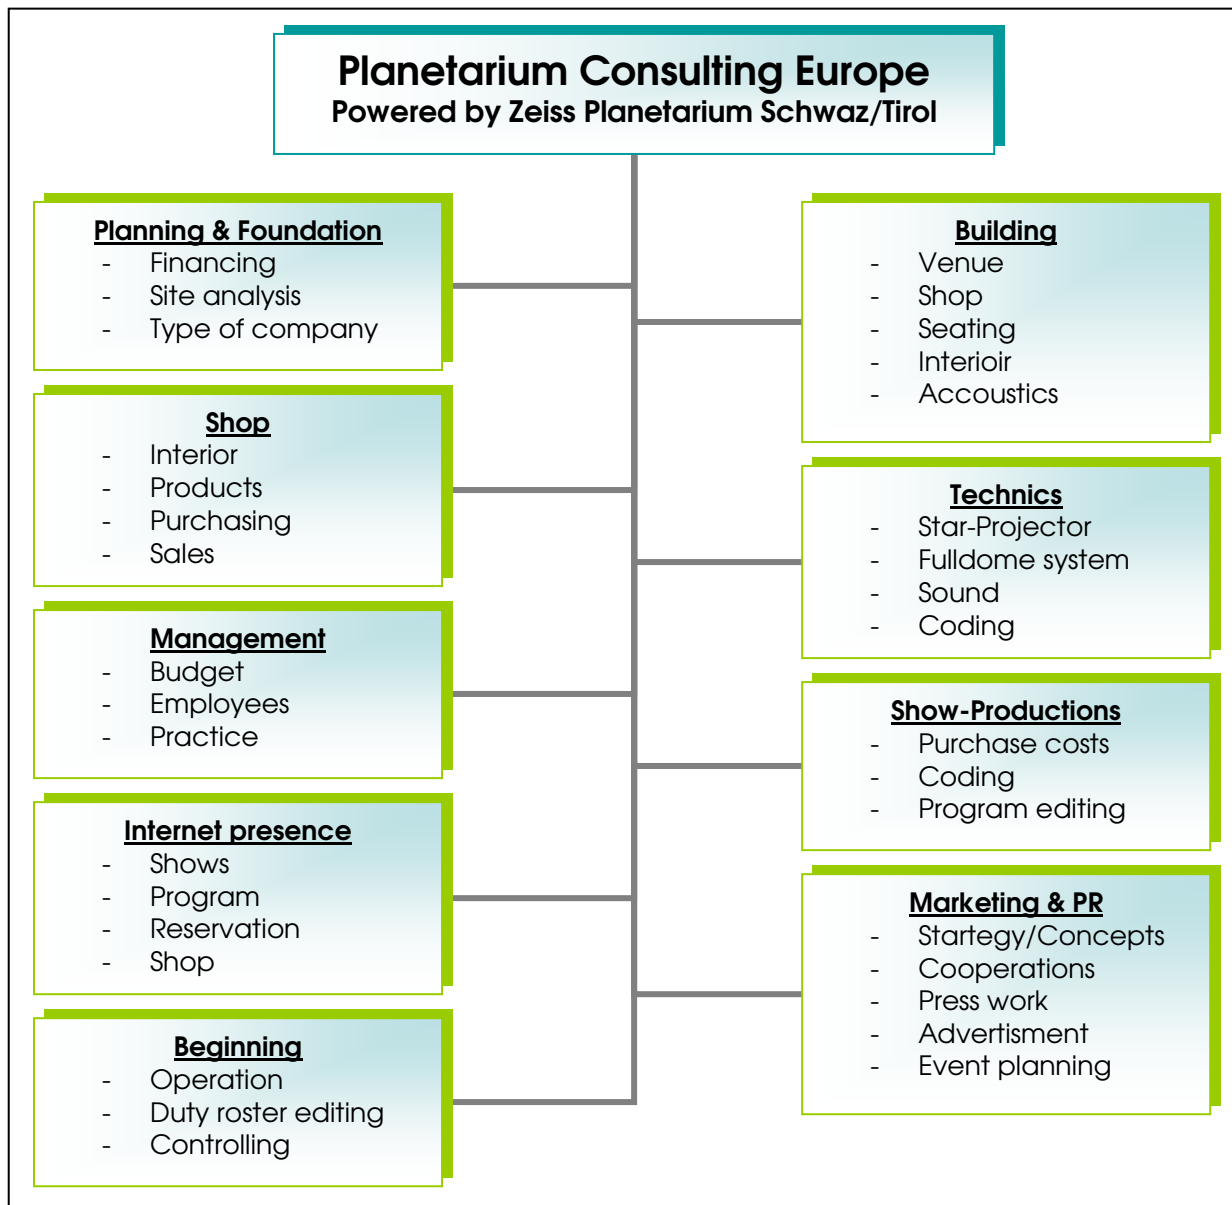 Planetarium Consulting Europe
Powered by Zeiss Planetarium Schwaz/Tirol
Planning & Foundation
- Financing
- Site analysis
- Type of company
Shop
- Interior
- Products
- Purchasing
- Sales
Management
- Budget
- Employees
- Practice
Internet presence
- Shows
- Program
- Reservation
- Shop
Beginning
- Operation
- Duty roster editing
- Controlling
Building
- Venue
- Shop
- Seating
- Interioir
- Accoustics
Technics
- Star-Projector
- Fulldome system
- Sound
- Coding
Show-Productions
- Purchase costs
- Coding
- Program editing
Marketing & PR
- Startegy/Concepts
- Cooperations
- Press work
- Advertisment
- Event planning